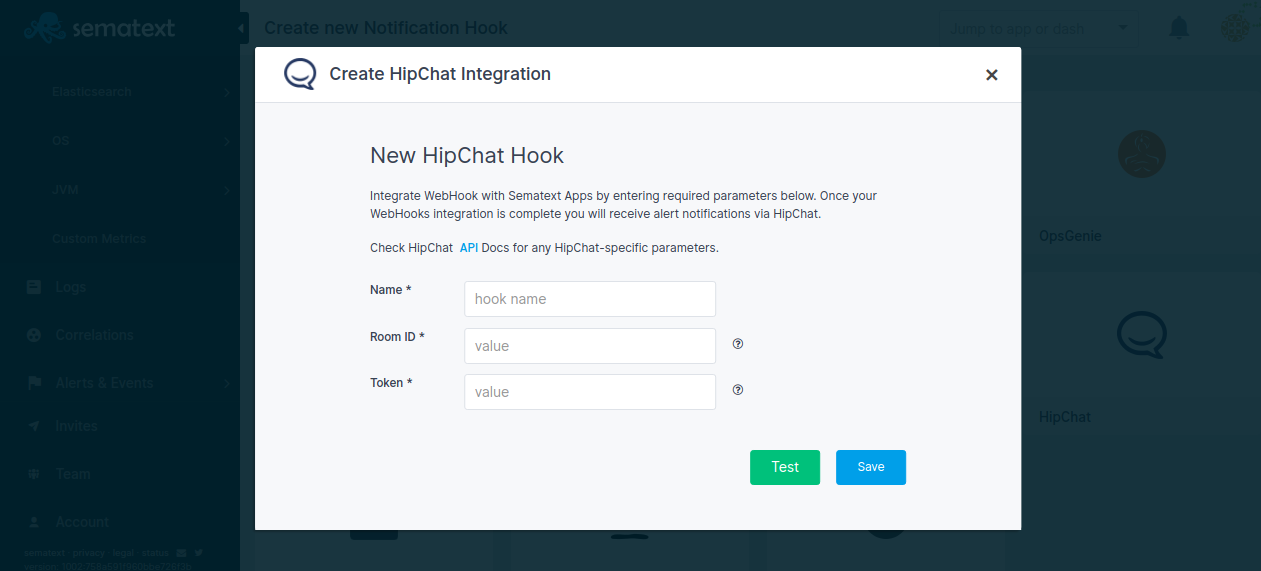 sematext
Create new Notification Hook
Jump to app or dash
Create HipChat Integration
×
Elasticsearch
OS
JVM
Custom Metrics
Logs
Correlations
Alerts & Events
Invites
Team
Account
sematext · privacy · legal · status
New HipChat Hook
Integrate WebHook with Sematext Apps by entering required parameters below. Once your
WebHooks integration is complete you will receive alert notifications via HipChat.
Check HipChat API Docs for any HipChat-specific parameters.
Name *
hook name
Room ID *
value
Token *
value
Test
Save
OpsGenie
HipChat